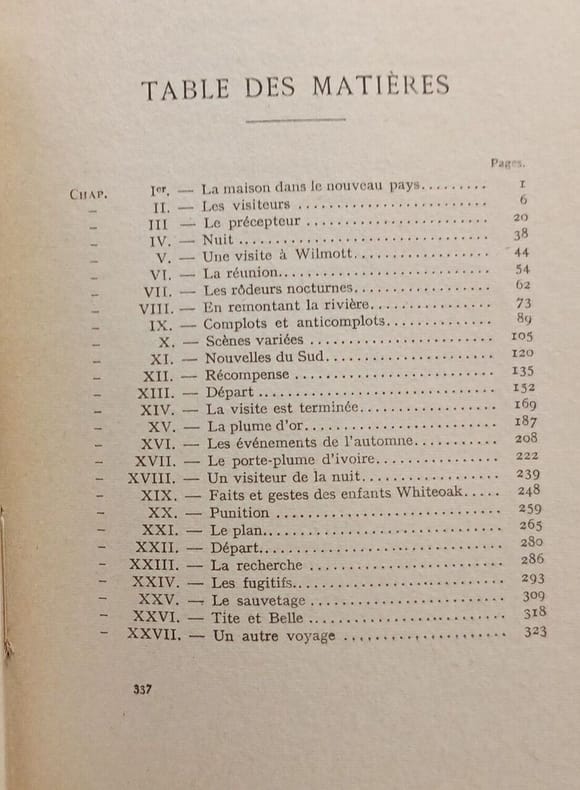 TABLE DES MATIÈRES
Pages.
CHAP. Ier. — La maison dans le nouveau pays......... 1
– II. — Les visiteurs ......................... 6
– III — Le précepteur ........................ 20
– IV. — Nuit ................................. 38
– V. — Une visite à Wilmott.................. 44
– VI. — La réunion............................ 54
– VII. — Les rôdeurs nocturnes................. 62
– VIII. — En remontant la rivière............... 73
– IX. — Complots et anticomplots.............. 89
– X. — Scènes variées ....................... 105
– XI. — Nouvelles du Sud...................... 120
– XII. — Récompense ........................... 135
– XIII. — Départ ............................... 152
– XIV. — La visite est terminée................ 169
– XV. — La plume d'or......................... 187
– XVI. — Les événements de l'automne........... 208
– XVII. — Le porte-plume d'ivoire............... 222
– XVIII. — Un visiteur de la nuit................ 239
– XIX. — Faits et gestes des enfants Whiteoak..... 248
– XX. — Punition ............................. 259
– XXI. — Le plan............................... 265
– XXII. — Départ................................ 280
– XXIII. — La recherche ......................... 286
– XXIV. — Les fugitifs.......................... 293
– XXV. — Le sauvetage ......................... 309
– XXVI. — Tite et Belle ........................ 318
– XXVII. — Un autre voyage ...................... 323
337